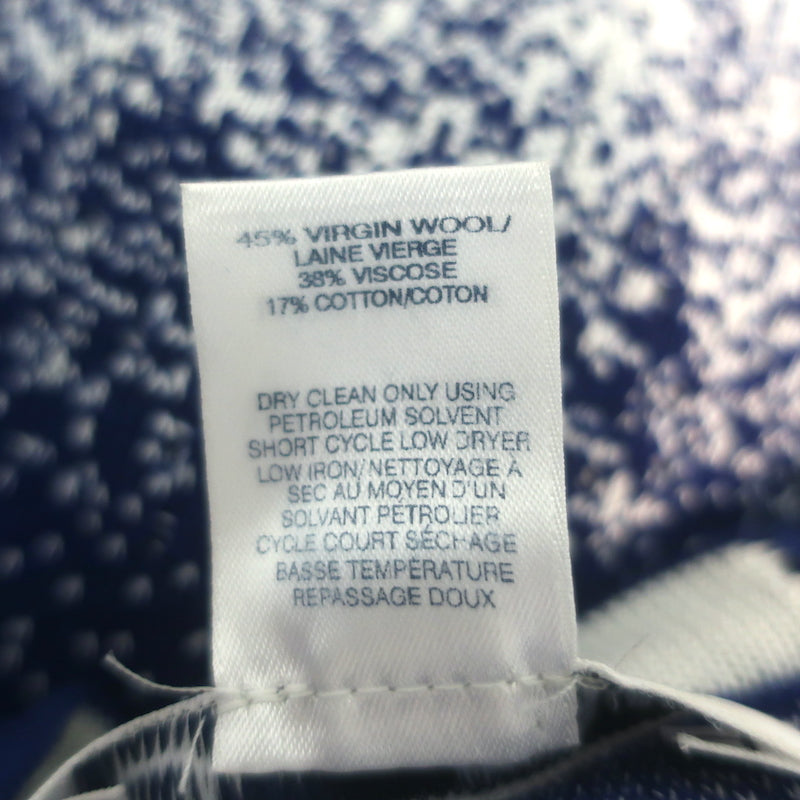 45% VIRGIN WOOL/
LAINE VIERGE
38% VISCOSE
17% COTTON/COTON
DRY CLEAN ONLY USING
PETROLEUM SOLVENT
SHORT CYCLE LOW DRYER
LOW IRON/NETTOYAGE À
SEC AU MOYEN D'UN
SOLVANT PÉTROLIER
CYCLE COURT SÉCHAGE
BASSE TEMPÉRATURE
REPASSAGE DOUX